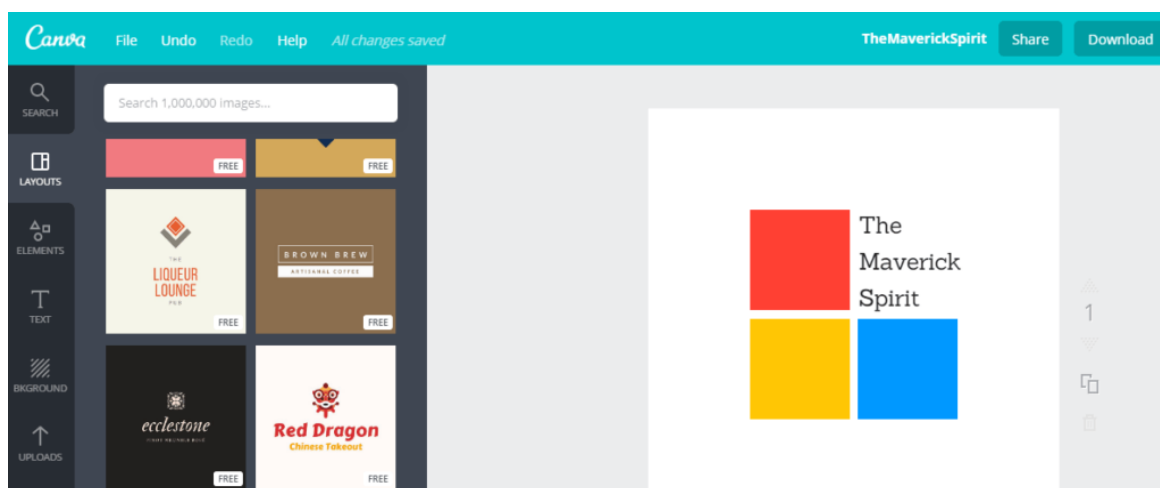 Canva File Undo Redo Help All changes saved TheMaverickSpirit Share Download
SEARCH
LAYOUTS
ELEMENTS
TEXT
BKGROUND
UPLOADS
Search 1,000,000 images...
FREE
FREE
THE
LIQUEUR
LOUNGE
PUB
FREE
BROWN BREW
ARTISANAL COFFEE
FREE
ecclestone
FREE
Red Dragon
Chinese Takeout
FREE
The
Maverick
Spirit
1